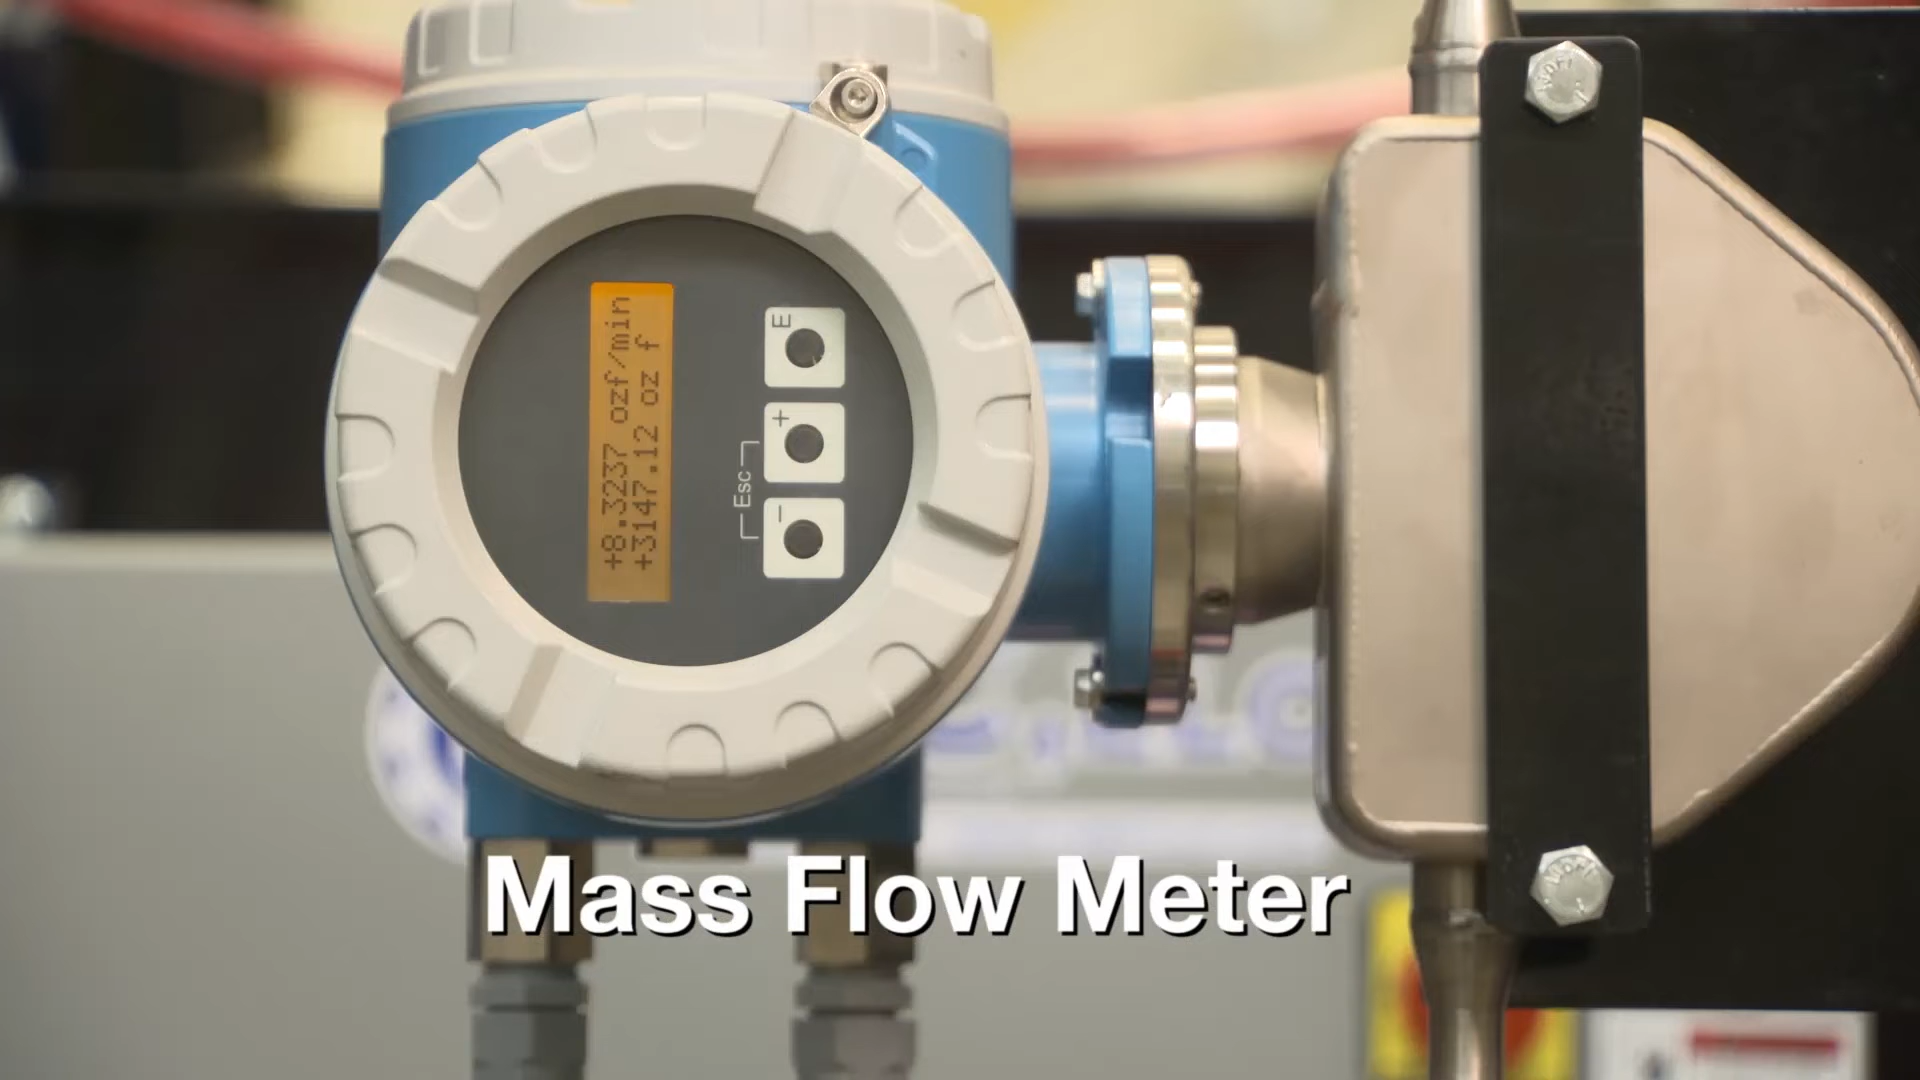 +8.3237 ozf/min
+3147.12 oz f
E
+
Esc
-
Mass Flow Meter